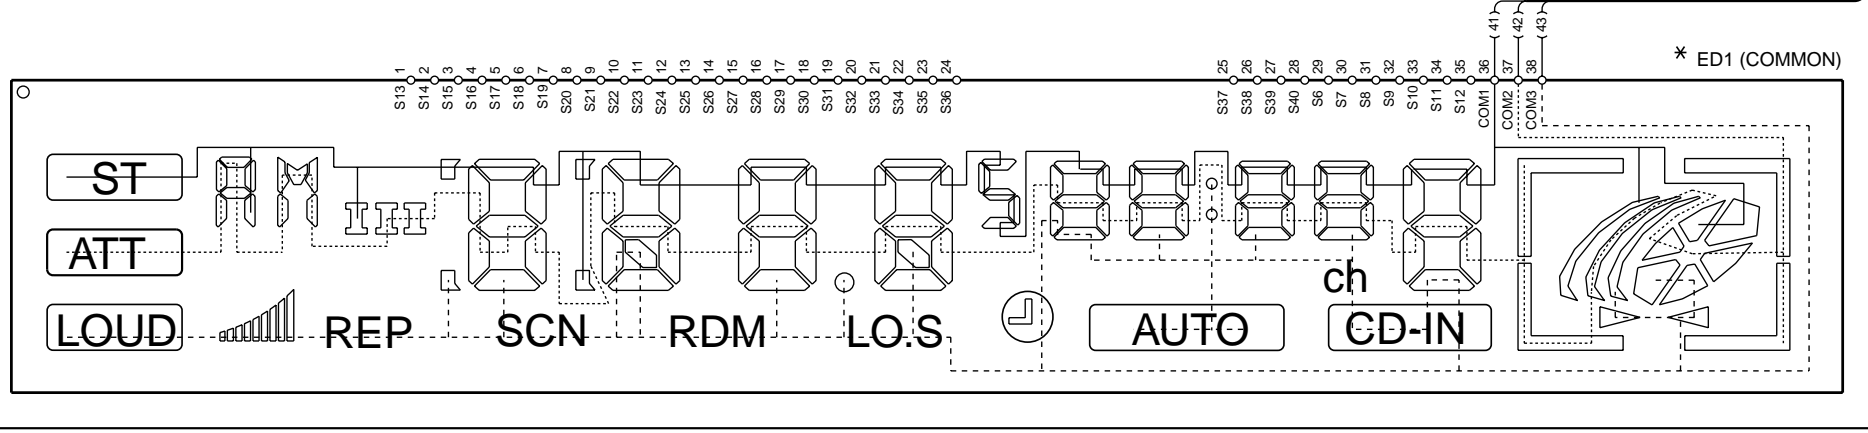 41 42 43
* ED1 (COMMON)
1 2 3 4 5 6 7 8 9 10 11 12 13 14 15 16 17 18 19 20 21 22 23 24 25 26 27 28 29 30 31 32 33 34 35 36 37 38
S13 S14 S15 S16 S17 S18 S19 S20 S21 S22 S23 S24 S25 S26 S27 S28 S29 S30 S31 S32 S33 S34 S35 S36 S37 S38 S39 S40 S6 S7 S8 S9 S10 S11 S12 COM1 COM2 COM3
ST
ATT
ch
LOUD REP SCN RDM LO.S AUTO CD-IN